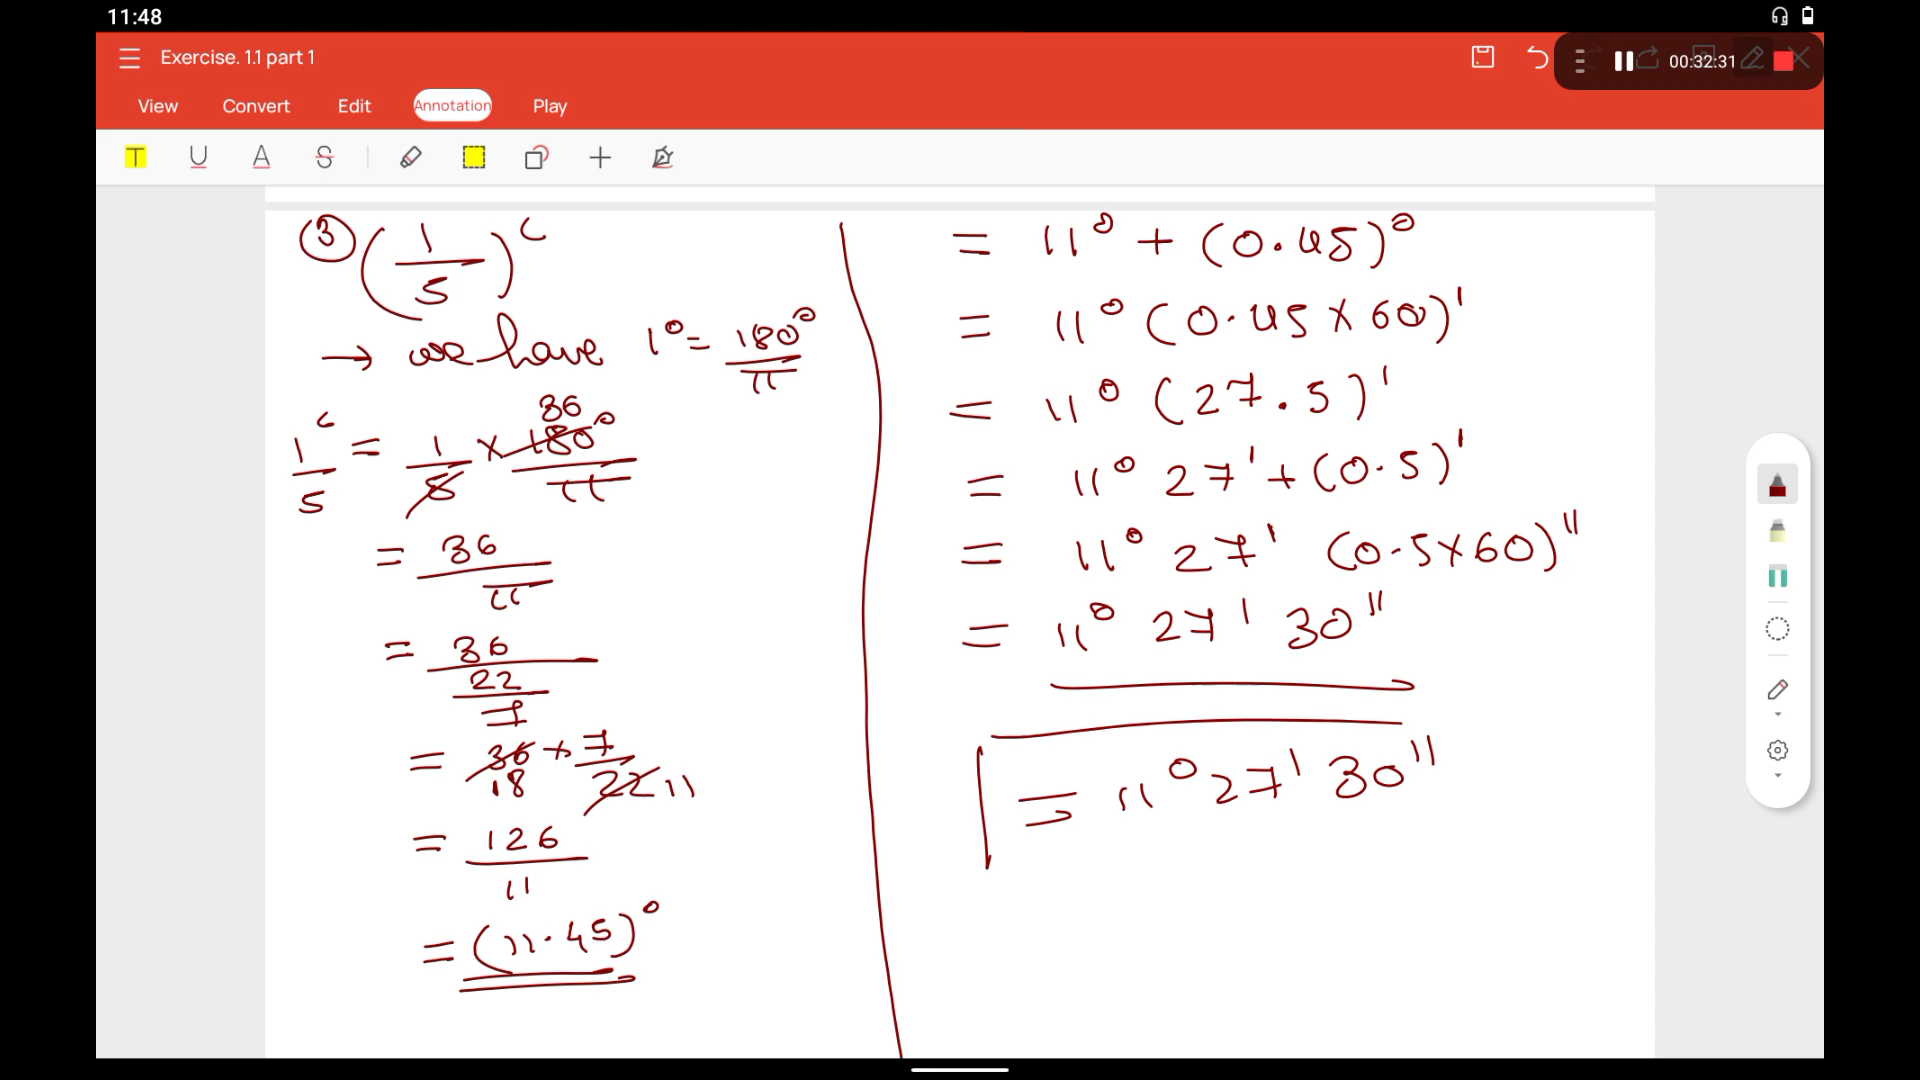 11:48
Exercise. 1.1 part 1
00:32:31
View Convert Edit Annotation Play
T U A S
③ (1/5)ᶜ
→ we have 1° = 180°/π
1ᶜ/5 = 1/5 × 180°/π 36
= 36/π
= 36/(22/7)
= 36 × 7/22 18 11
= 126/11
= (11.45)°
= 11° + (0.45)°
= 11° (0.45 × 60)'
= 11° (27.5)'
= 11° 27' + (0.5)'
= 11° 27' (0.5×60)"
= 11° 27' 30"
= 11° 27' 30"